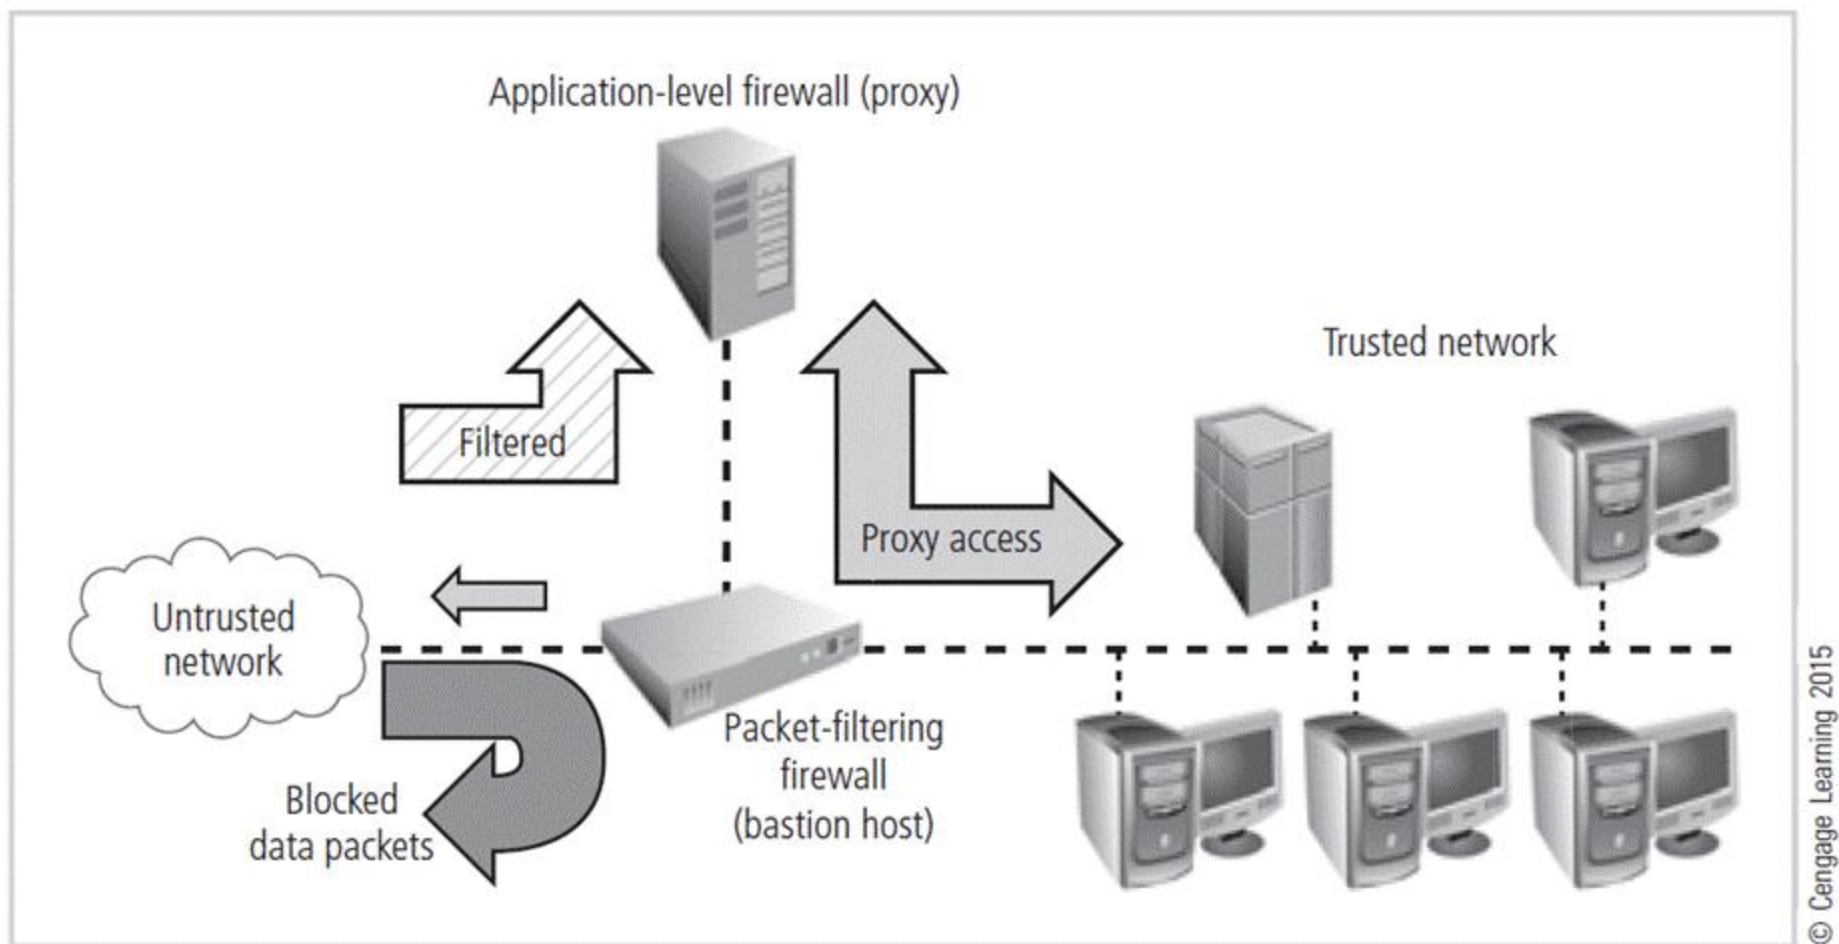 Application-level firewall (proxy)
Trusted network
Filtered
Proxy access
Untrusted
network
Packet-filtering
firewall
(bastion host)
Blocked
data packets
© Cengage Learning 2015